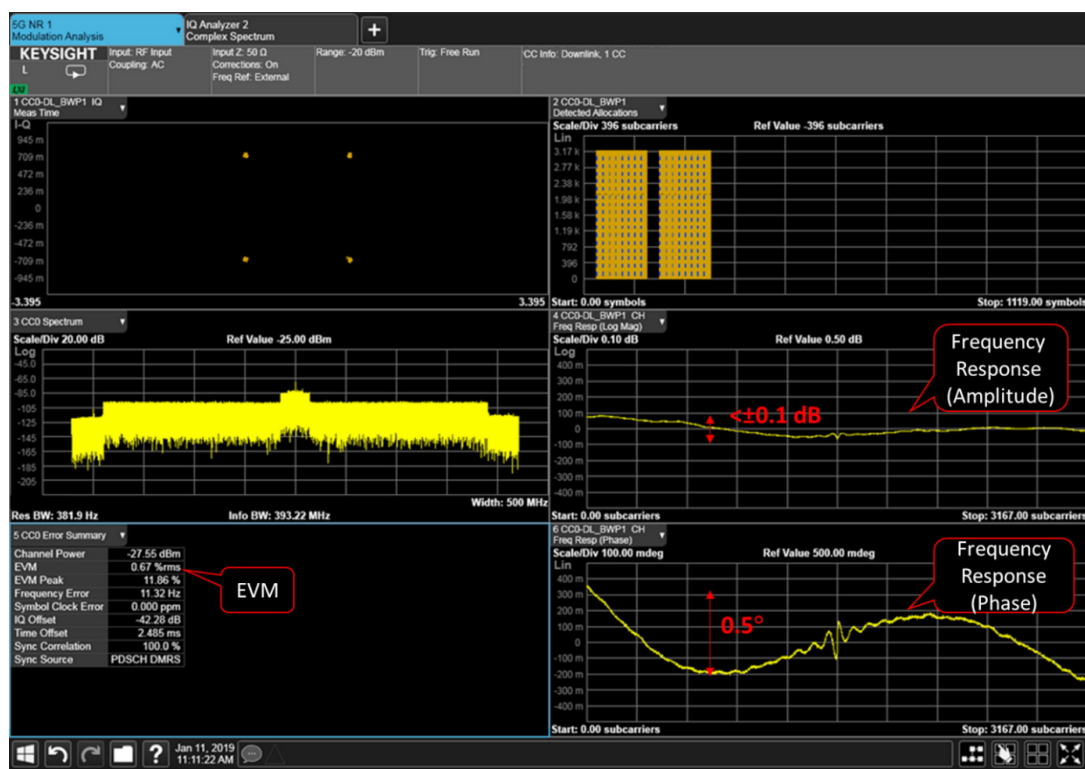 5G NR 1
Modulation Analysis
IQ Analyzer 2
Complex Spectrum
+
KEYSIGHT
L
LXI
Input: RF Input
Coupling: AC
Input Z: 50 Ω
Corrections: On
Freq Ref: External
Range: -20 dBm
Trig: Free Run
CC Info: Downlink, 1 CC
1 CC0-DL_BWP1 IQ
Meas Time
I-Q
945 m
709 m
472 m
236 m
0
-236 m
-472 m
-709 m
-945 m
-3.395
3.395
2 CC0-DL_BWP1
Detected Allocations
Scale/Div 396 subcarriers
Ref Value -396 subcarriers
Lin
3.17 k
2.77 k
2.38 k
1.98 k
1.58 k
1.19 k
792
396
0
Start: 0.00 symbols
Stop: 1119.00 symbols
3 CC0 Spectrum
Scale/Div 20.00 dB
Ref Value -25.00 dBm
Log
-45.0
-65.0
-85.0
-105
-125
-145
-165
-185
-205
Width: 500 MHz
Res BW: 381.9 Hz
Info BW: 393.22 MHz
4 CC0-DL_BWP1 CH
Freq Resp (Log Mag)
Scale/Div 0.10 dB
Ref Value 0.50 dB
Log
400 m
300 m
200 m
100 m
0
-100 m
-200 m
-300 m
-400 m
<±0.1 dB
Frequency
Response
(Amplitude)
Start: 0.00 subcarriers
Stop: 3167.00 subcarriers
5 CC0 Error Summary
Channel Power -27.55 dBm
EVM 0.67 %rms
EVM Peak 11.86 %
Frequency Error 11.32 Hz
Symbol Clock Error 0.000 ppm
IQ Offset -42.28 dB
Time Offset 2.485 ms
Sync Correlation 100.0 %
Sync Source PDSCH DMRS
EVM
6 CC0-DL_BWP1 CH
Freq Resp (Phase)
Scale/Div 100.00 mdeg
Ref Value 500.00 mdeg
Lin
400 m
300 m
200 m
100 m
0
-100 m
-200 m
-300 m
-400 m
0.5°
Frequency
Response
(Phase)
Start: 0.00 subcarriers
Stop: 3167.00 subcarriers
?
Jan 11, 2019
11:11:22 AM